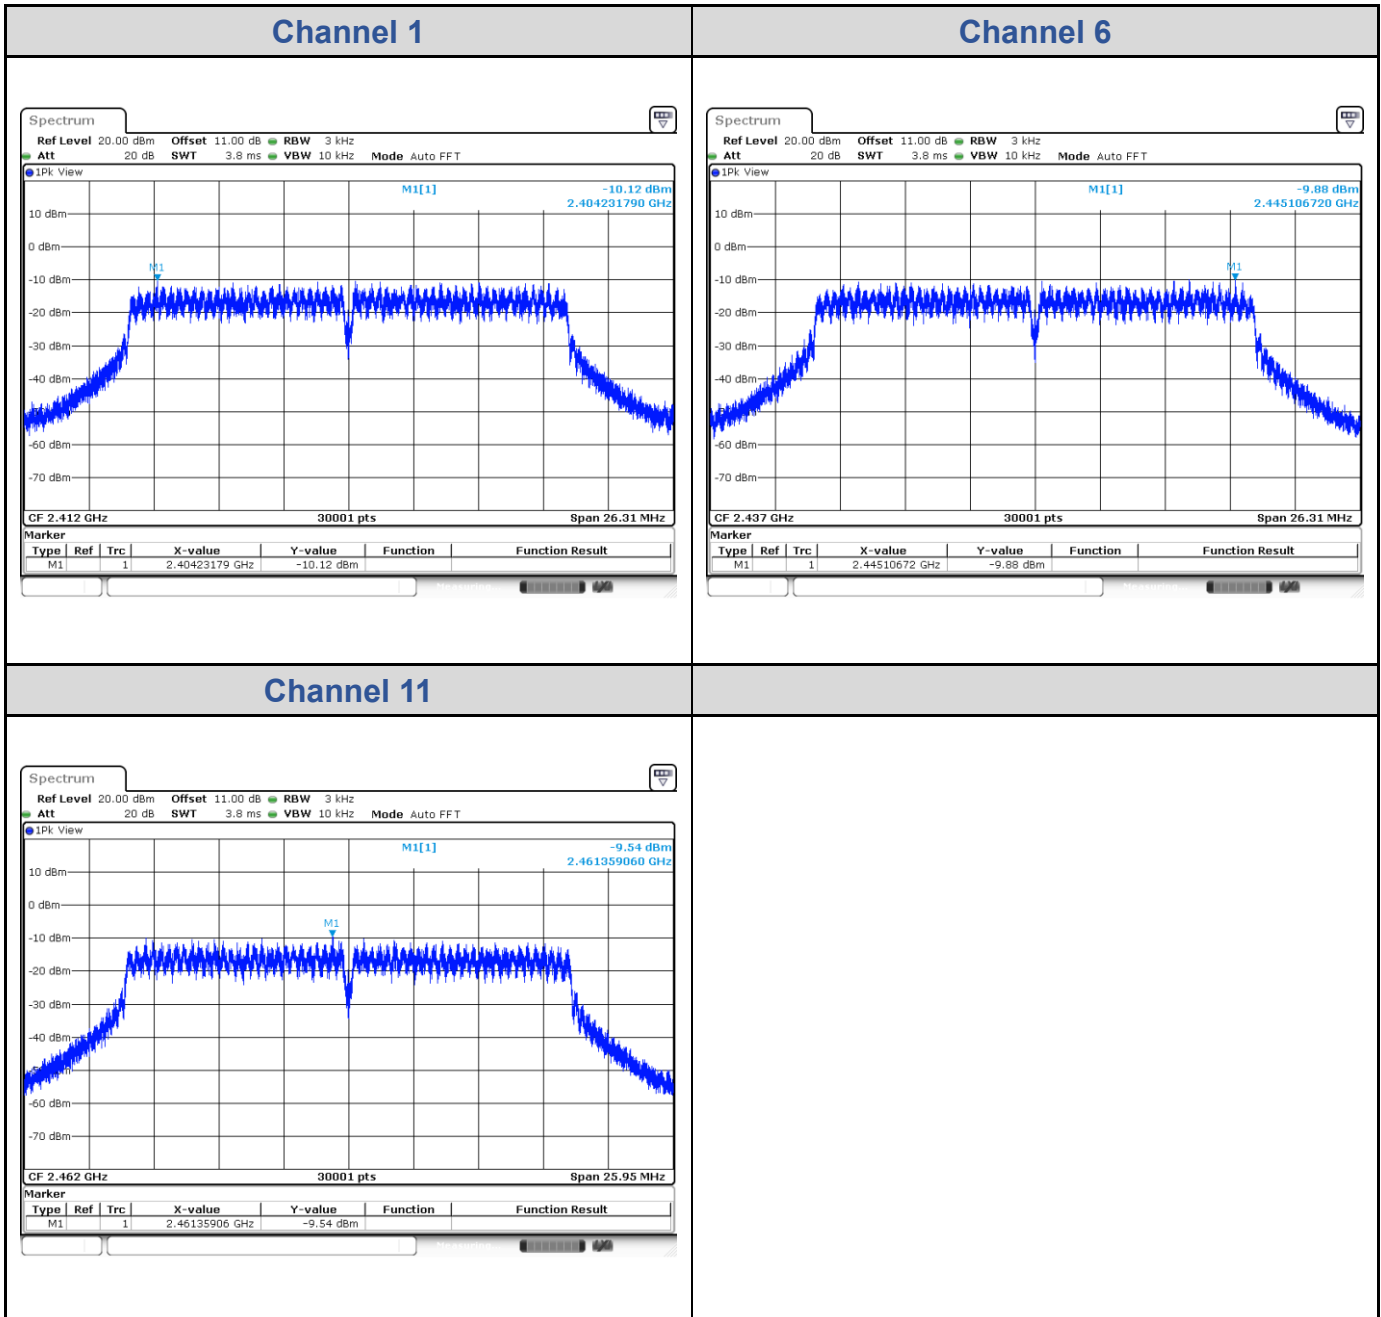 Channel 1
Channel 6
Spectrum
Ref Level 20.00 dBm Offset 11.00 dB RBW 3 kHz
Att 20 dB SWT 3.8 ms VBW 10 kHz Mode Auto FFT
1Pk View
M1[1] -10.12 dBm
2.404231790 GHz
10 dBm
0 dBm
M1
-10 dBm
-20 dBm
-30 dBm
-40 dBm
-60 dBm
-70 dBm
CF 2.412 GHz 30001 pts Span 26.31 MHz
Marker
Type Ref Trc X-value Y-value Function Function Result
M1 1 2.40423179 GHz -10.12 dBm
Spectrum
Ref Level 20.00 dBm Offset 11.00 dB RBW 3 kHz
Att 20 dB SWT 3.8 ms VBW 10 kHz Mode Auto FFT
1Pk View
M1[1] -9.88 dBm
2.445106720 GHz
10 dBm
0 dBm
M1
-10 dBm
-20 dBm
-30 dBm
-40 dBm
-60 dBm
-70 dBm
CF 2.437 GHz 30001 pts Span 26.31 MHz
Marker
Type Ref Trc X-value Y-value Function Function Result
M1 1 2.44510672 GHz -9.88 dBm
Channel 11
Spectrum
Ref Level 20.00 dBm Offset 11.00 dB RBW 3 kHz
Att 20 dB SWT 3.8 ms VBW 10 kHz Mode Auto FFT
1Pk View
M1[1] -9.54 dBm
2.461359060 GHz
10 dBm
0 dBm
M1
-10 dBm
-20 dBm
-30 dBm
-40 dBm
-60 dBm
-70 dBm
CF 2.462 GHz 30001 pts Span 25.95 MHz
Marker
Type Ref Trc X-value Y-value Function Function Result
M1 1 2.46135906 GHz -9.54 dBm